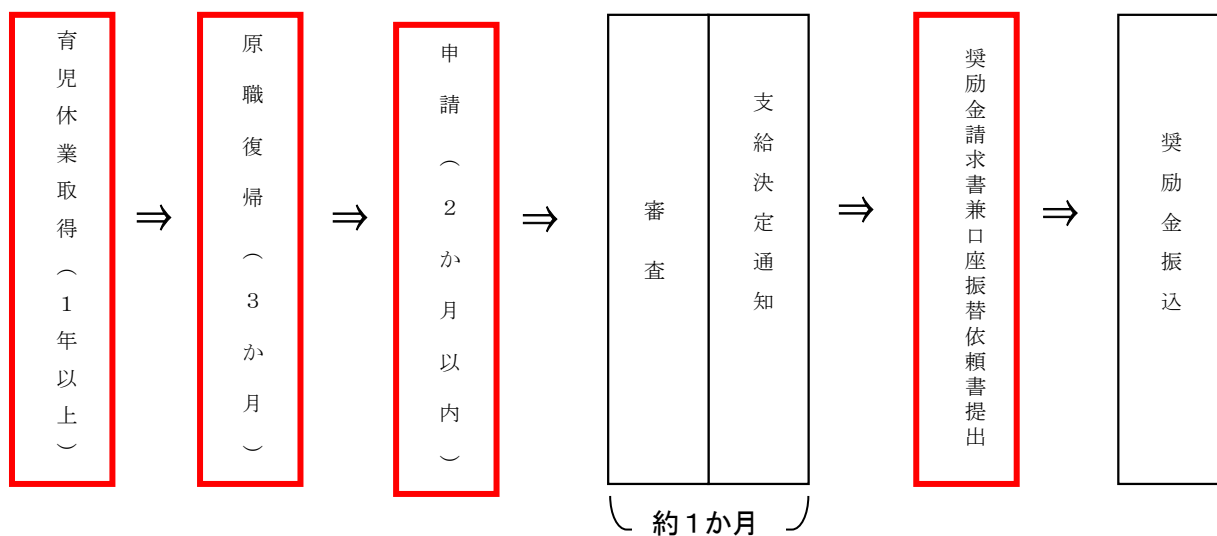 育児休業取得（１年以上）
⇒
原職復帰（３か月）
⇒
申請（２か月以内）
⇒
審査
支給決定通知
約１か月
⇒
奨励金請求書兼口座振替依頼書提出
⇒
奨励金振込